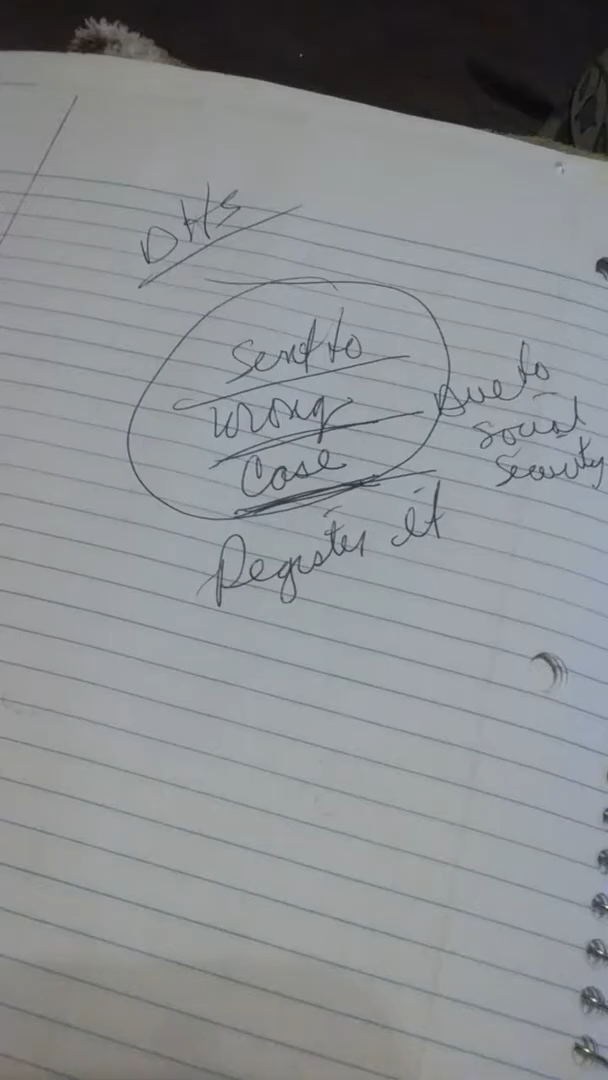 DHS
Sent to
wrong
Case
Due to
social
security
Register it